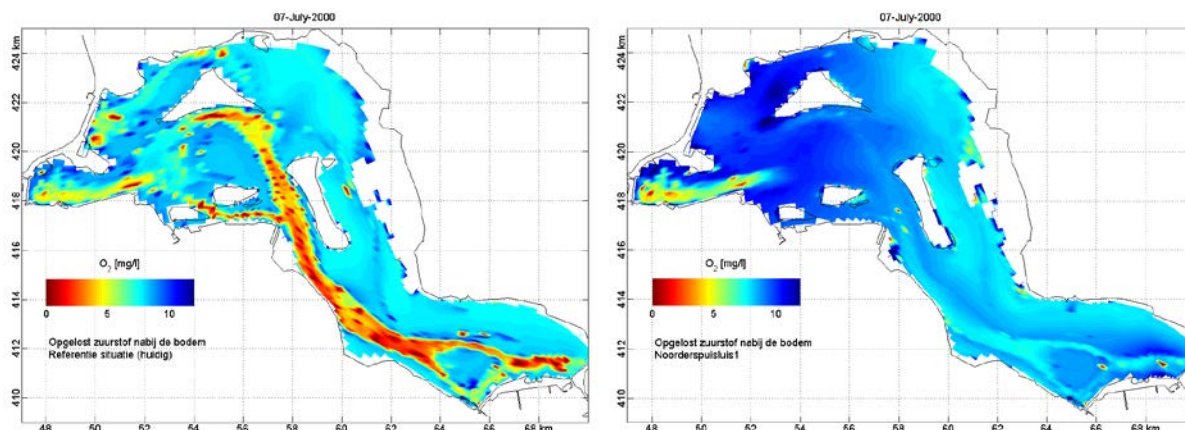 07-July-2000
424 km
422
420
418
416
414
412
410
O2 [mg/l]
0 5 10
Opgelost zuurstof nabij de bodem
Referentie situatie (huidig)
48 50 52 54 56 58 60 62 64 66 68 km
07-July-2000
424 km
422
420
418
416
414
412
410
O2 [mg/l]
0 5 10
Opgelost zuurstof nabij de bodem
Noorderspuisluis1
48 50 52 54 56 58 60 62 64 66 68 km